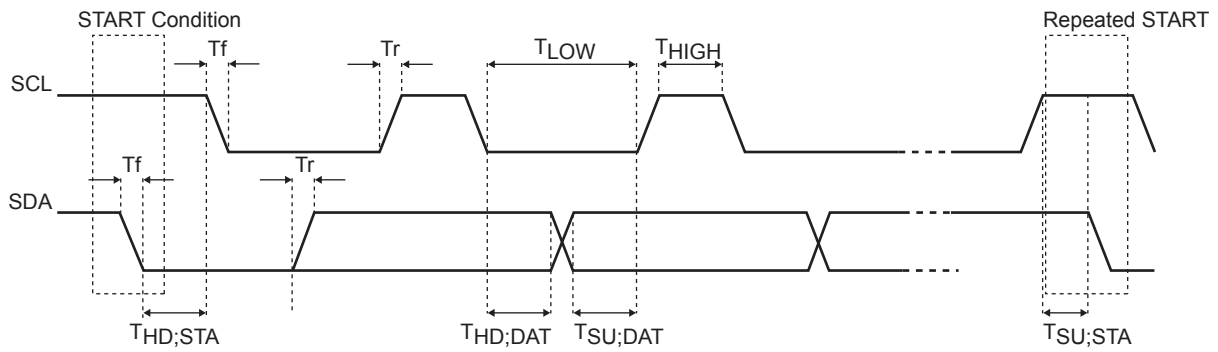 START Condition
Repeated START
Tf
Tr
TLOW
THIGH
SCL
Tf
Tr
SDA
THD;STA
THD;DAT
TSU;DAT
TSU;STA